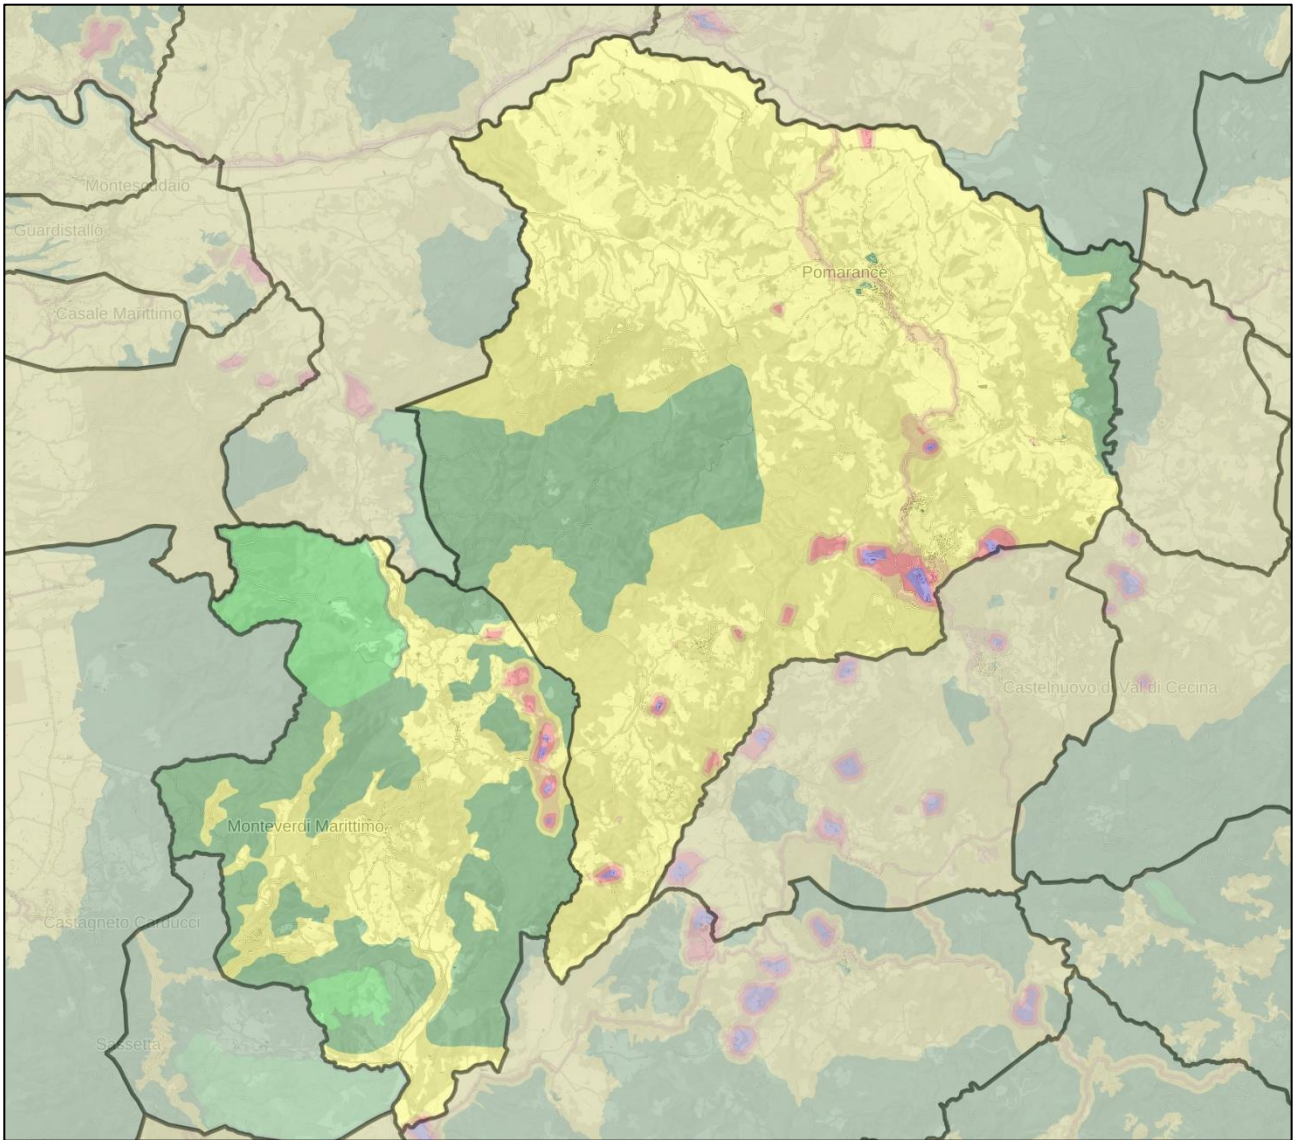 Montescudaio
Guardistallo
Pomarance
Casale Marittimo
Castelnuovo di Val di Cecina
Monteverdi Marittimo
Castagneto Carducci
Sassetta